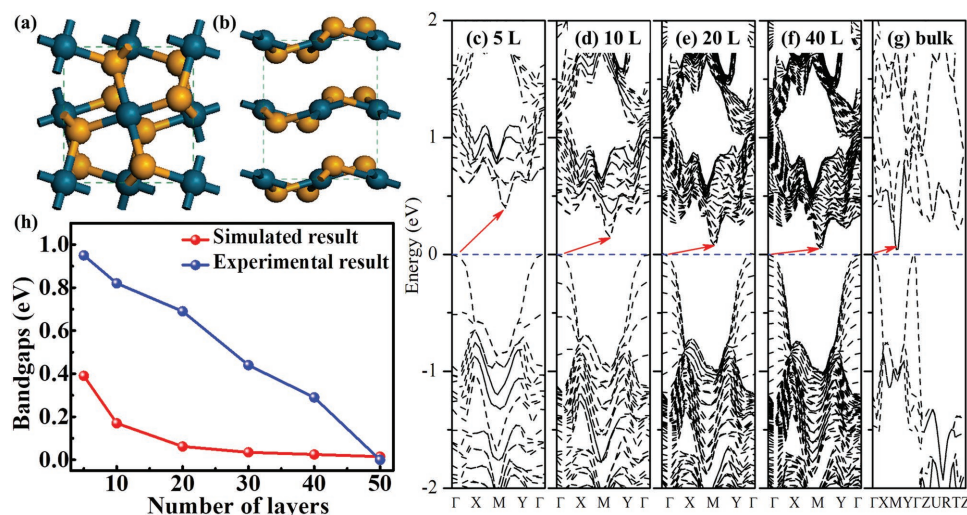 (a)
(b)
(h)
Simulated result
Experimental result
Bandgaps (eV)
1.0
0.8
0.6
0.4
0.2
0.0
10
20
30
40
50
Number of layers
Energy (eV)
2
1
0
-1
-2
(c) 5 L
(d) 10 L
(e) 20 L
(f) 40 L
(g) bulk
Γ X M Y Γ
Γ X M Y Γ
Γ X M Y Γ
Γ X M Y Γ
Γ X M Y Γ Z U R T Z